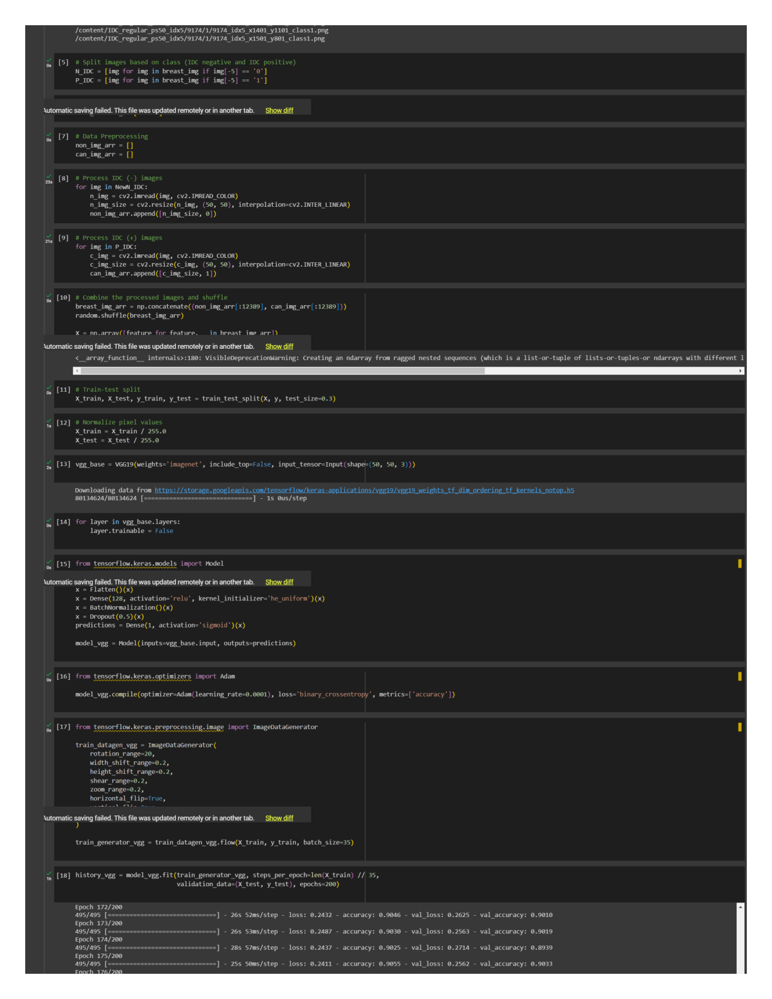 /content/IDC_regular_ps50_idx5/9174/1/9174_idx5_x1401_y1101_class1.png
/content/IDC_regular_ps50_idx5/9174/1/9174_idx5_x1501_y801_class1.png
0s [5] # Split images based on class (IDC negative and IDC positive)
N_IDC = [img for img in breast_img if img[-5] == '0']
P_IDC = [img for img in breast_img if img[-5] == '1']
Automatic saving failed. This file was updated remotely or in another tab. Show diff
0s [7] # Data Preprocessing
non_img_arr = []
can_img_arr = []
23s [8] # Process IDC (-) images
for img in NewN_IDC:
    n_img = cv2.imread(img, cv2.IMREAD_COLOR)
    n_img_size = cv2.resize(n_img, (50, 50), interpolation=cv2.INTER_LINEAR)
    non_img_arr.append([n_img_size, 0])
21s [9] # Process IDC (+) images
for img in P_IDC:
    c_img = cv2.imread(img, cv2.IMREAD_COLOR)
    c_img_size = cv2.resize(c_img, (50, 50), interpolation=cv2.INTER_LINEAR)
    can_img_arr.append([c_img_size, 1])
0s [10] # Combine the processed images and shuffle
breast_img_arr = np.concatenate((non_img_arr[:12389], can_img_arr[:12389]))
random.shuffle(breast_img_arr)
X = np.array([feature for feature, _ in breast_img_arr])
Automatic saving failed. This file was updated remotely or in another tab. Show diff
<__array_function__ internals>:180: VisibleDeprecationWarning: Creating an ndarray from ragged nested sequences (which is a list-or-tuple of lists-or-tuples-or ndarrays with different l
0s [11] # Train-test split
X_train, X_test, y_train, y_test = train_test_split(X, y, test_size=0.3)
1s [12] # Normalize pixel values
X_train = X_train / 255.0
X_test = X_test / 255.0
2s [13] vgg_base = VGG19(weights='imagenet', include_top=False, input_tensor=Input(shape=(50, 50, 3)))
Downloading data from https://storage.googleapis.com/tensorflow/keras-applications/vgg19/vgg19_weights_tf_dim_ordering_tf_kernels_notop.h5
80134624/80134624 [==============================] - 1s 0us/step
0s [14] for layer in vgg_base.layers:
    layer.trainable = False
0s [15] from tensorflow.keras.models import Model
Automatic saving failed. This file was updated remotely or in another tab. Show diff
x = Flatten()(x)
x = Dense(128, activation='relu', kernel_initializer='he_uniform')(x)
x = BatchNormalization()(x)
x = Dropout(0.5)(x)
predictions = Dense(1, activation='sigmoid')(x)
model_vgg = Model(inputs=vgg_base.input, outputs=predictions)
0s [16] from tensorflow.keras.optimizers import Adam
model_vgg.compile(optimizer=Adam(learning_rate=0.0001), loss='binary_crossentropy', metrics=['accuracy'])
0s [17] from tensorflow.keras.preprocessing.image import ImageDataGenerator
train_datagen_vgg = ImageDataGenerator(
    rotation_range=20,
    width_shift_range=0.2,
    height_shift_range=0.2,
    shear_range=0.2,
    zoom_range=0.2,
    horizontal_flip=True,
Automatic saving failed. This file was updated remotely or in another tab. Show diff
)
train_generator_vgg = train_datagen_vgg.flow(X_train, y_train, batch_size=35)
1h [18] history_vgg = model_vgg.fit(train_generator_vgg, steps_per_epoch=len(X_train) // 35,
                            validation_data=(X_test, y_test), epochs=200)
Epoch 172/200
495/495 [==============================] - 26s 52ms/step - loss: 0.2432 - accuracy: 0.9046 - val_loss: 0.2625 - val_accuracy: 0.9010
Epoch 173/200
495/495 [==============================] - 26s 53ms/step - loss: 0.2487 - accuracy: 0.9030 - val_loss: 0.2563 - val_accuracy: 0.9019
Epoch 174/200
495/495 [==============================] - 28s 57ms/step - loss: 0.2437 - accuracy: 0.9025 - val_loss: 0.2714 - val_accuracy: 0.8939
Epoch 175/200
495/495 [==============================] - 25s 50ms/step - loss: 0.2411 - accuracy: 0.9055 - val_loss: 0.2562 - val_accuracy: 0.9033
Epoch 176/200